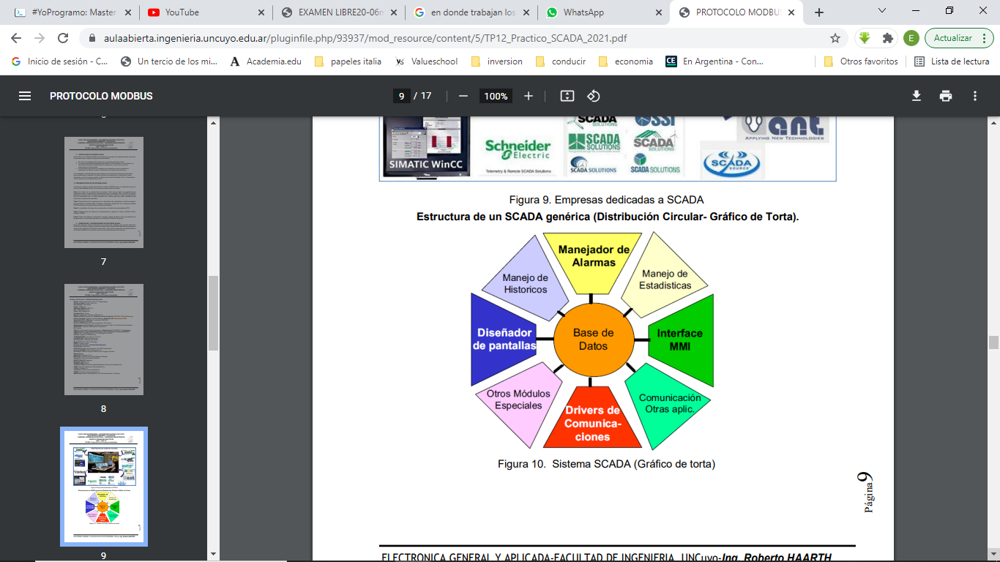 #YoProgramo: Master
YouTube
EXAMEN LIBRE20-06
en donde trabajan los
WhatsApp
PROTOCOLO MODBUS
aulaabierta.ingenieria.uncuyo.edu.ar/pluginfile.php/93937/mod_resource/content/5/TP12_Practico_SCADA_2021.pdf
E
Actualizar
Inicio de sesión - C...
Un tercio de los mi...
Academia.edu
papeles italia
Valueschool
inversion
conducir
economia
En Argentina - Con...
Otros favoritos
Lista de lectura
PROTOCOLO MODBUS
9 / 17
100%
7
8
9
SIMATIC WinCC
Schneider
Electric
Telemetry & Remote SCADA Solutions
SCADA
SOLUTIONS
SCADA
SOLUTIONS
SCADA
SOLUTIONS
SSI
SCADA
SOLUTIONS
SCADA SOLUTIONS
ant
APPLYING NEW TECHNOLOGIES
SCADA
SOURCE
Figura 9. Empresas dedicadas a SCADA
Estructura de un SCADA genérica (Distribución Circular- Gráfico de Torta).
Manejador de
Alarmas
Manejo de
Estadisticas
Manejo de
Historicos
Diseñador
de pantallas
Base de
Datos
Interface
MMI
Otros Módulos
Especiales
Drivers de
Comunica-
ciones
Comunicación
Otras aplic.
Figura 10. Sistema SCADA (Gráfico de torta)
Página 9
ELECTRONICA GENERAL Y APLICADA-FACULTAD DE INGENIERIA UNCuyo-Ing. Roberto HAARTH